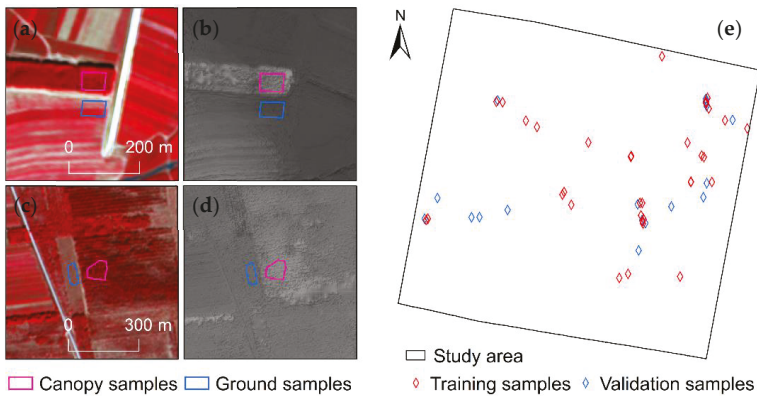 (a)
(b)
(e)
N
0 200 m
(c)
(d)
0 300 m
Study area
Canopy samples Ground samples
Training samples Validation samples